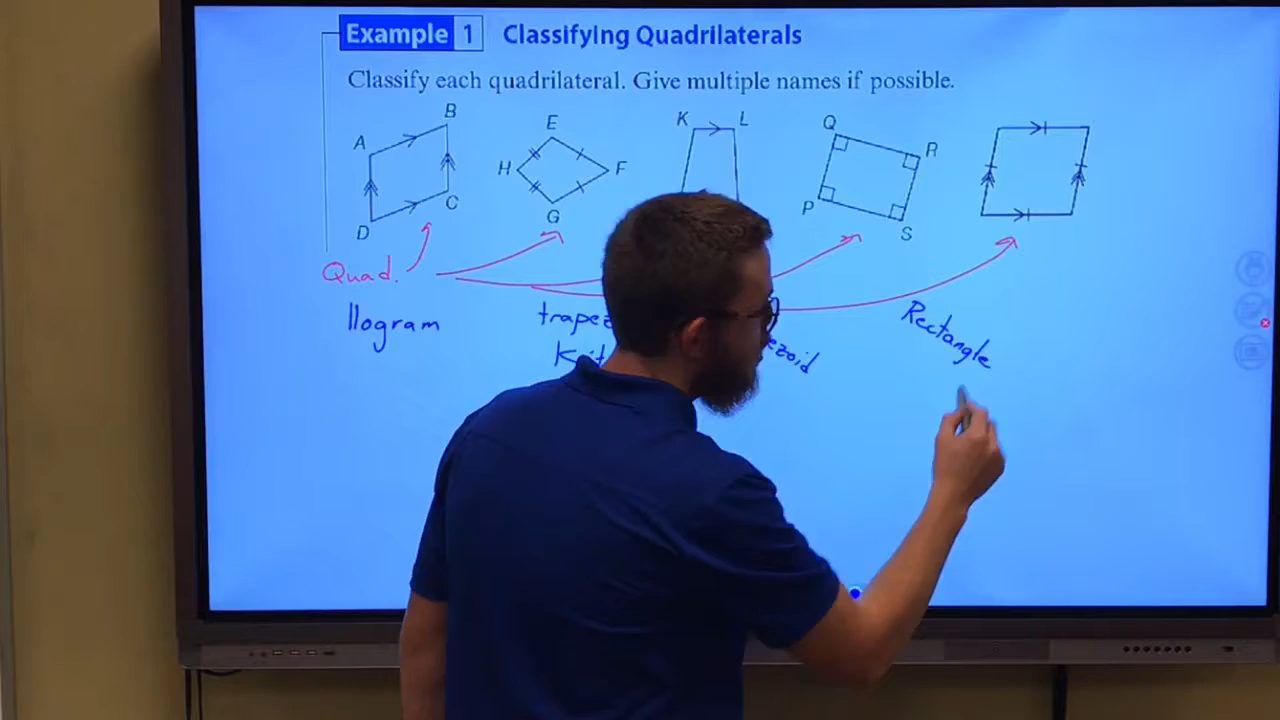 Example 1 Classifying Quadrilaterals
Classify each quadrilateral. Give multiple names if possible.
A B C D
E F G H
K L
Q R S P
Quad.
llogram
Rectangle